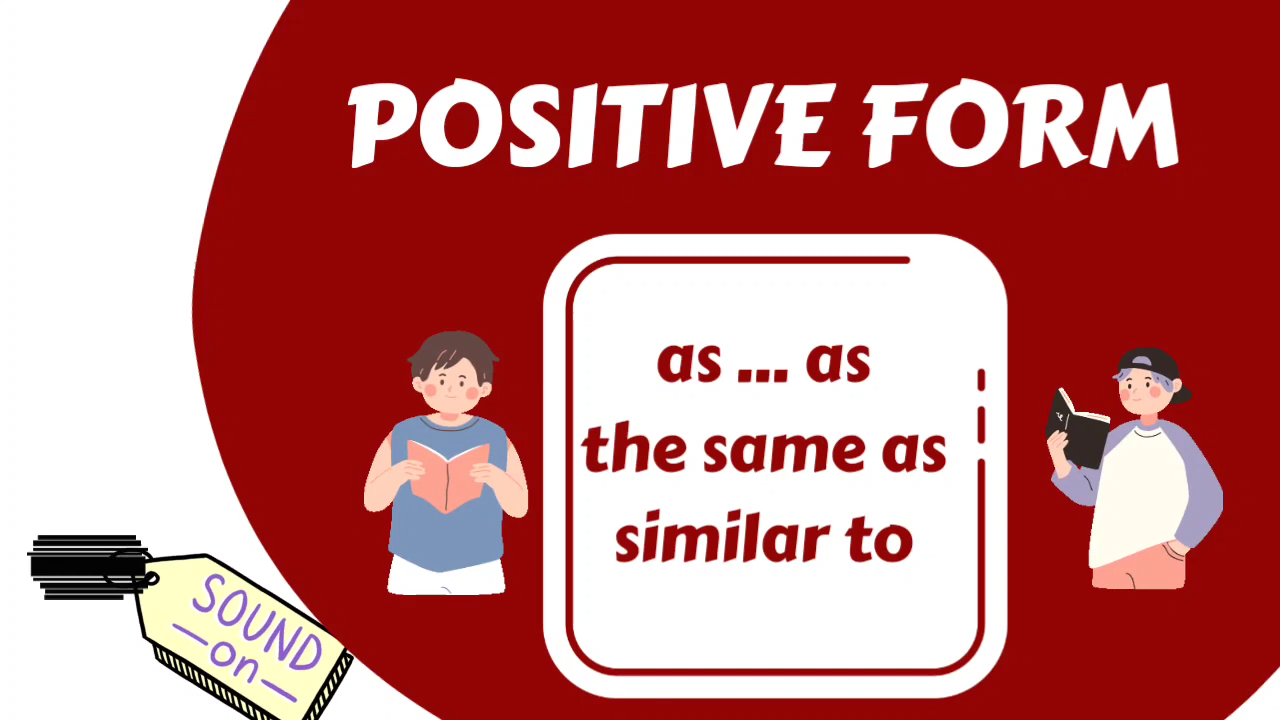 POSITIVE FORM
as ... as
the same as
similar to
SOUND
on